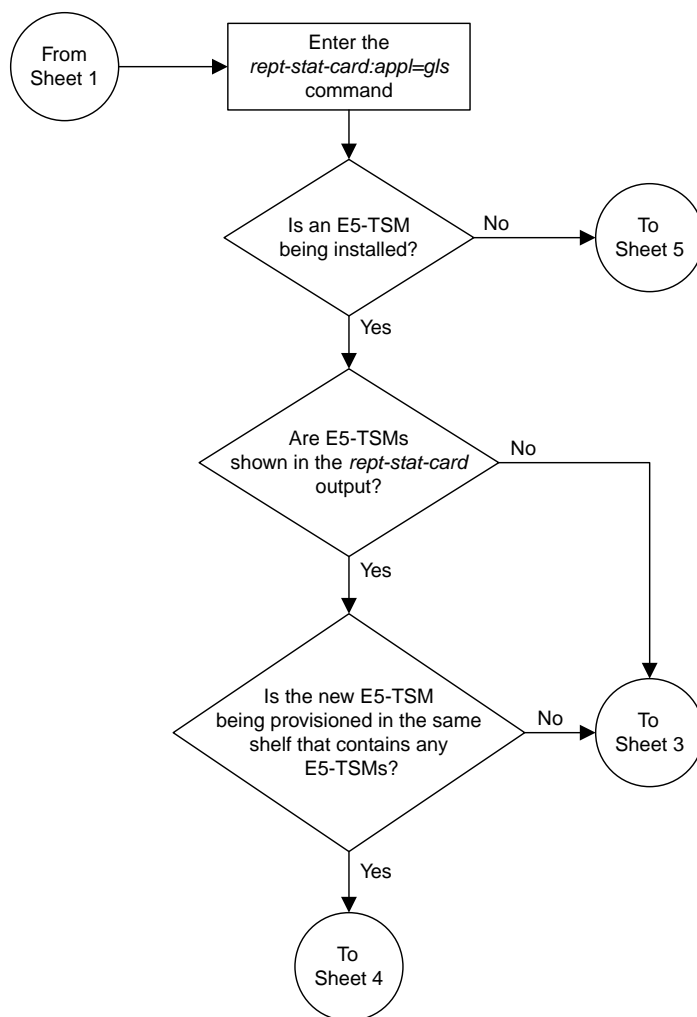 From
Sheet 1
Enter the
rept-stat-card:appl=gls
command
Is an E5-TSM
being installed?
No
To
Sheet 5
Yes
Are E5-TSMs
shown in the rept-stat-card
output?
No
Yes
Is the new E5-TSM
being provisioned in the same
shelf that contains any
E5-TSMs?
No
To
Sheet 3
Yes
To
Sheet 4